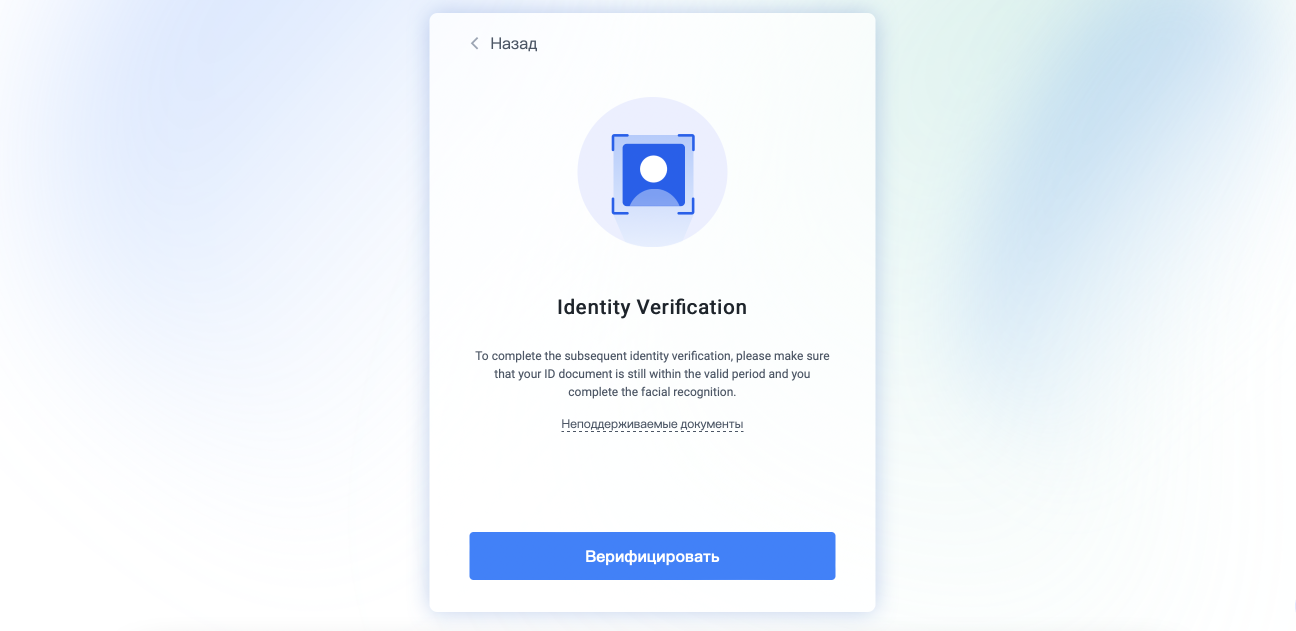 Назад
Identity Verification
To complete the subsequent identity verification, please make sure
that your ID document is still within the valid period and you
complete the facial recognition.
Неподдерживаемые документы
Верифицировать